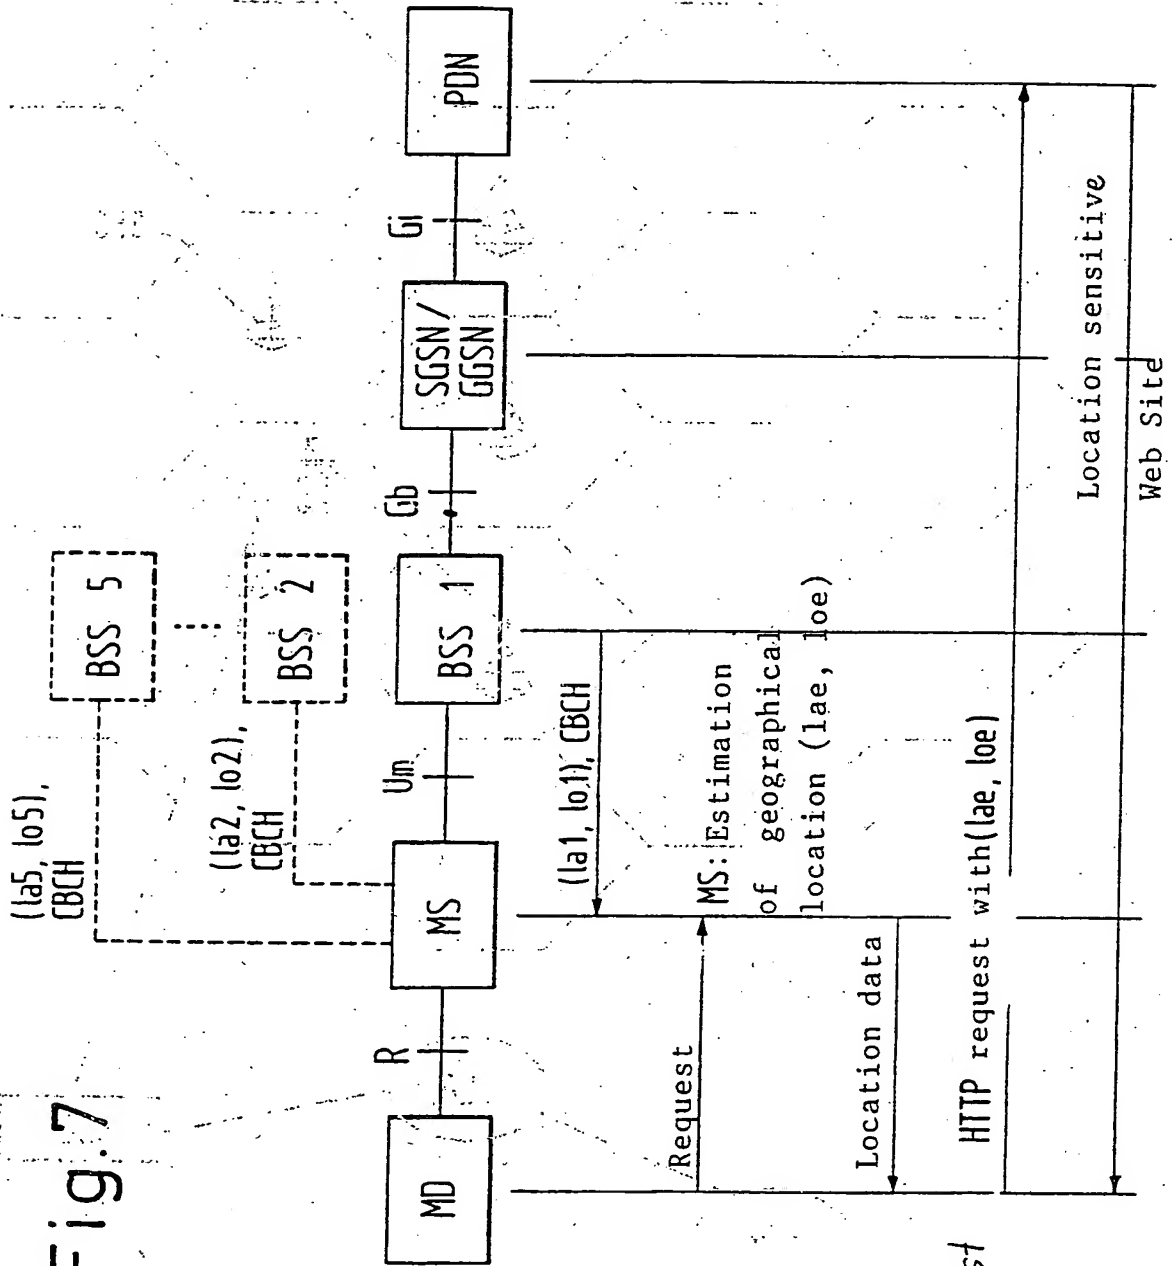 Fig.7
(la5, lo5),
CBCH
BSS 5
(la2, lo2),
CBCH
BSS 2
MD
R
MS
Um
BSS 1
Gb
SGSN/
GGSN
Gi
PDN
(la1, lo1), CBCH
Request
MS: Estimation
of geographical
location (lae, loe)
Location data
HTTP request with(lae, loe)
Location sensitive
Web Site
st